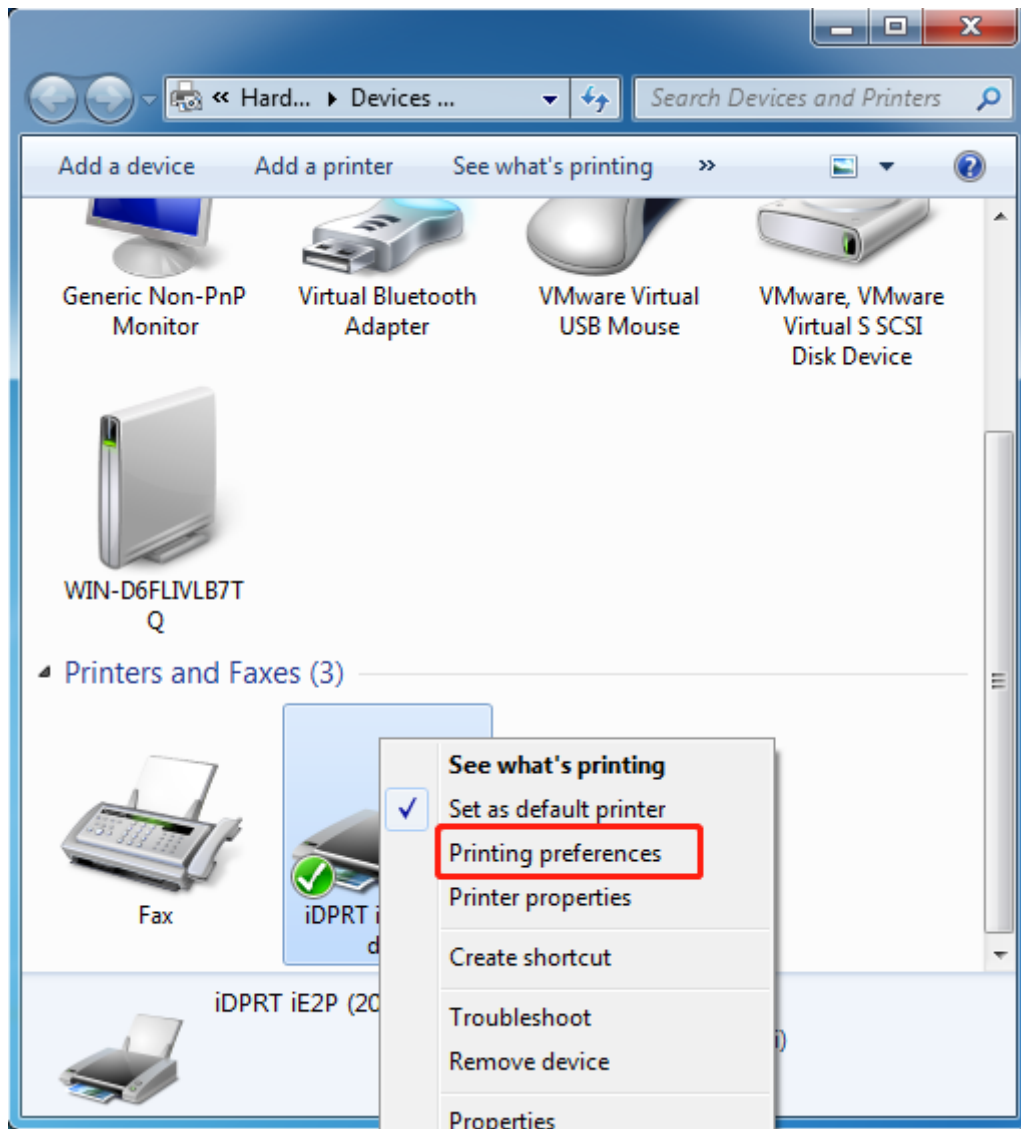 « Hard... ▸ Devices ...
Search Devices and Printers
Add a device Add a printer See what's printing »
Generic Non-PnP
Monitor
Virtual Bluetooth
Adapter
VMware Virtual
USB Mouse
VMware, VMware
Virtual S SCSI
Disk Device
WIN-D6FLIVLB7T
Q
Printers and Faxes (3)
Fax
iDPRT i
d
See what's printing
Set as default printer
Printing preferences
Printer properties
Create shortcut
Troubleshoot
Remove device
Properties
iDPRT iE2P (20
i)